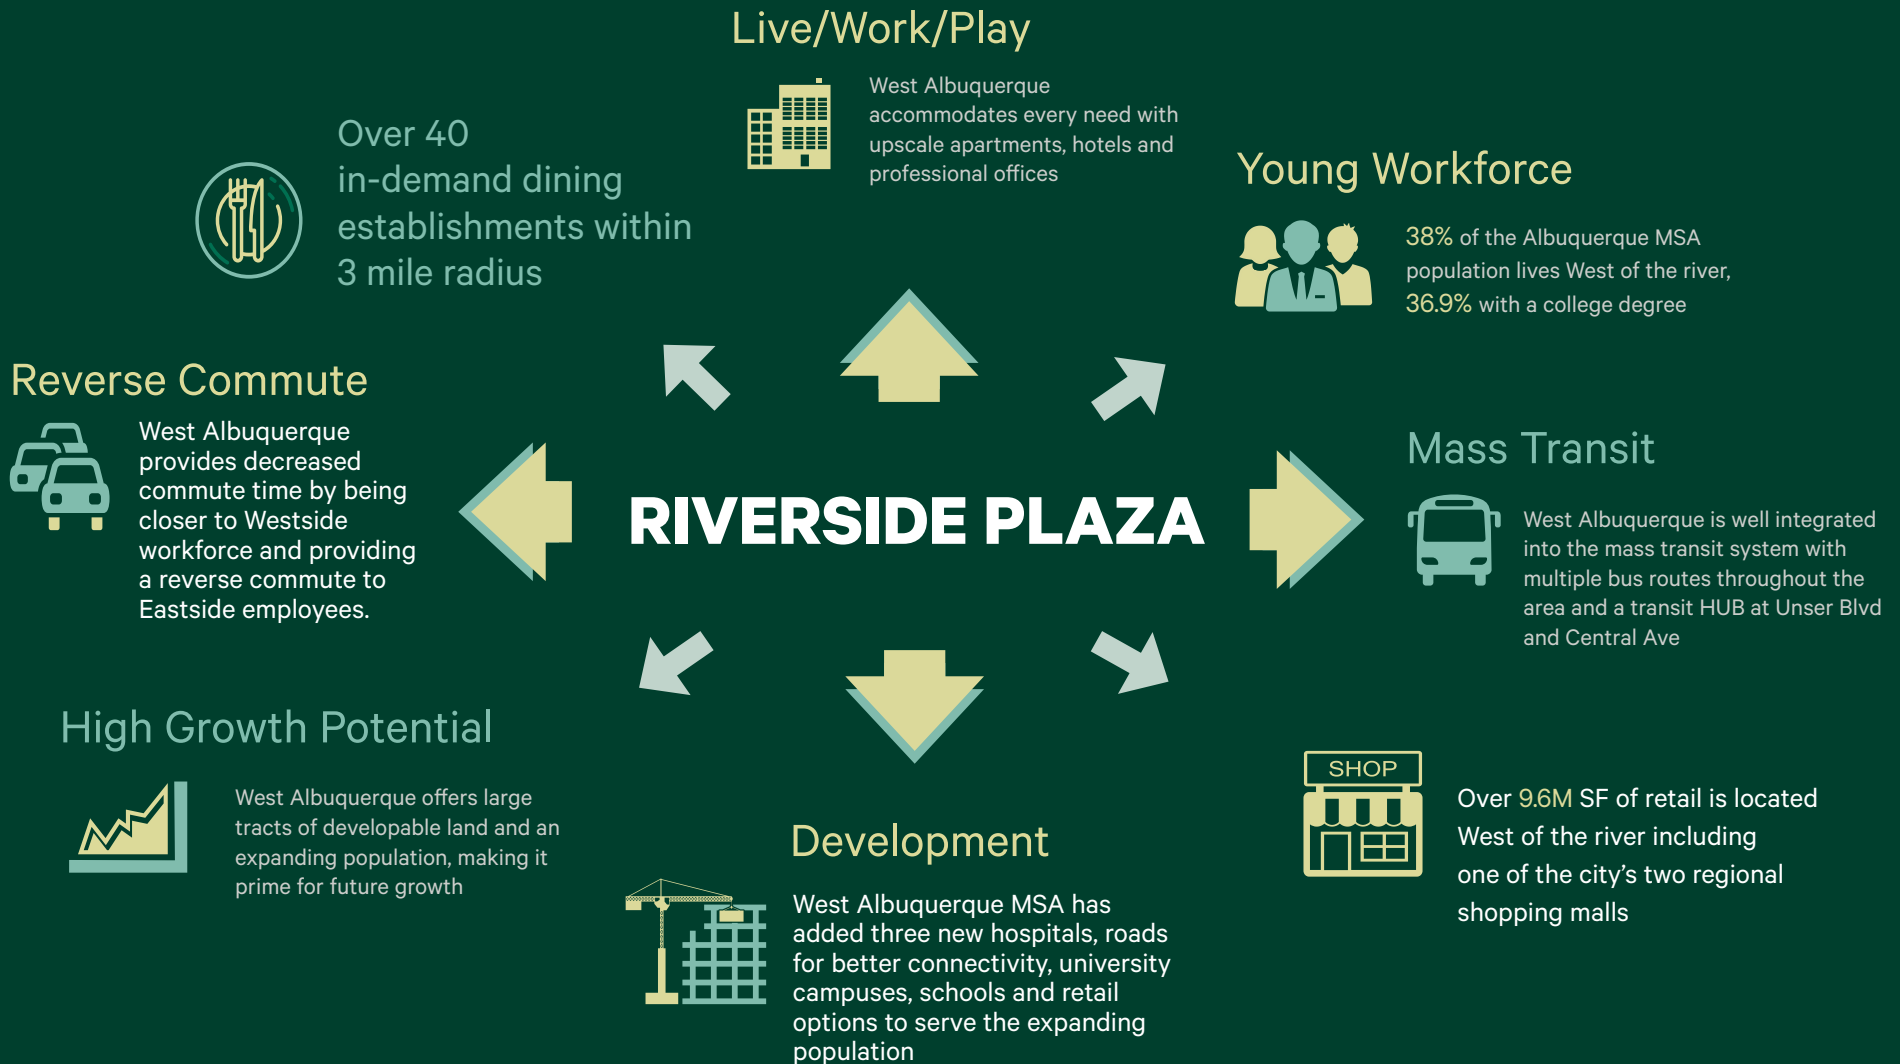 Live/Work/Play
West Albuquerque
accommodates every need with
upscale apartments, hotels and
professional offices
Over 40
in-demand dining
establishments within
3 mile radius
Young Workforce
38% of the Albuquerque MSA
population lives West of the river,
36.9% with a college degree
Reverse Commute
West Albuquerque
provides decreased
commute time by being
closer to Westside
workforce and providing
a reverse commute to
Eastside employees.
RIVERSIDE PLAZA
Mass Transit
West Albuquerque is well integrated
into the mass transit system with
multiple bus routes throughout the
area and a transit HUB at Unser Blvd
and Central Ave
High Growth Potential
West Albuquerque offers large
tracts of developable land and an
expanding population, making it
prime for future growth
Development
West Albuquerque MSA has
added three new hospitals, roads
for better connectivity, university
campuses, schools and retail
options to serve the expanding
population
SHOP
Over 9.6M SF of retail is located
West of the river including
one of the city’s two regional
shopping malls